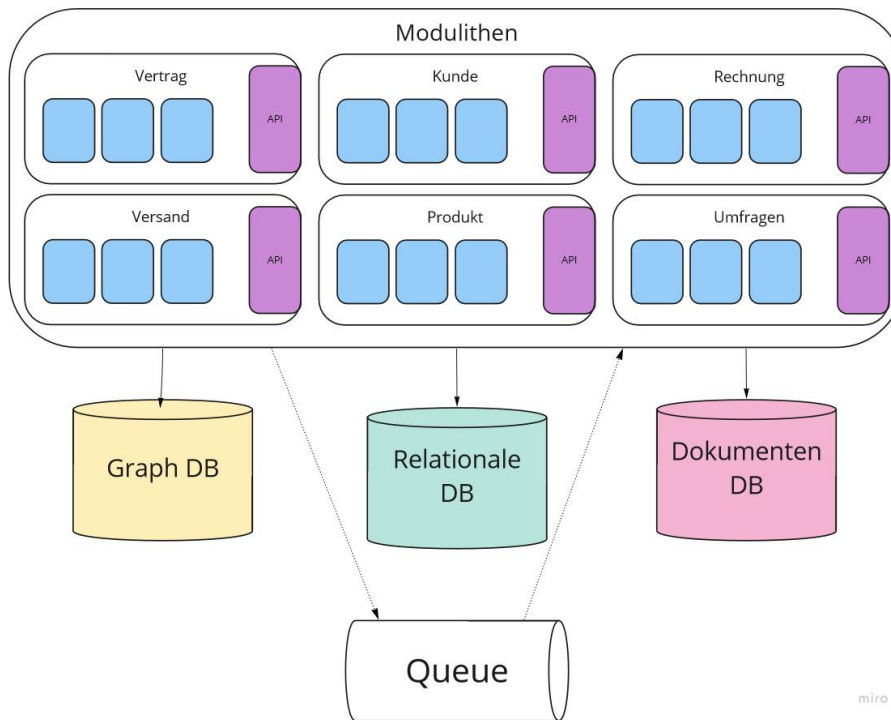 Modulithen
Vertrag
API
Kunde
API
Rechnung
API
Versand
API
Produkt
API
Umfragen
API
Graph DB
Relationale
DB
Dokumenten
DB
Queue
miro